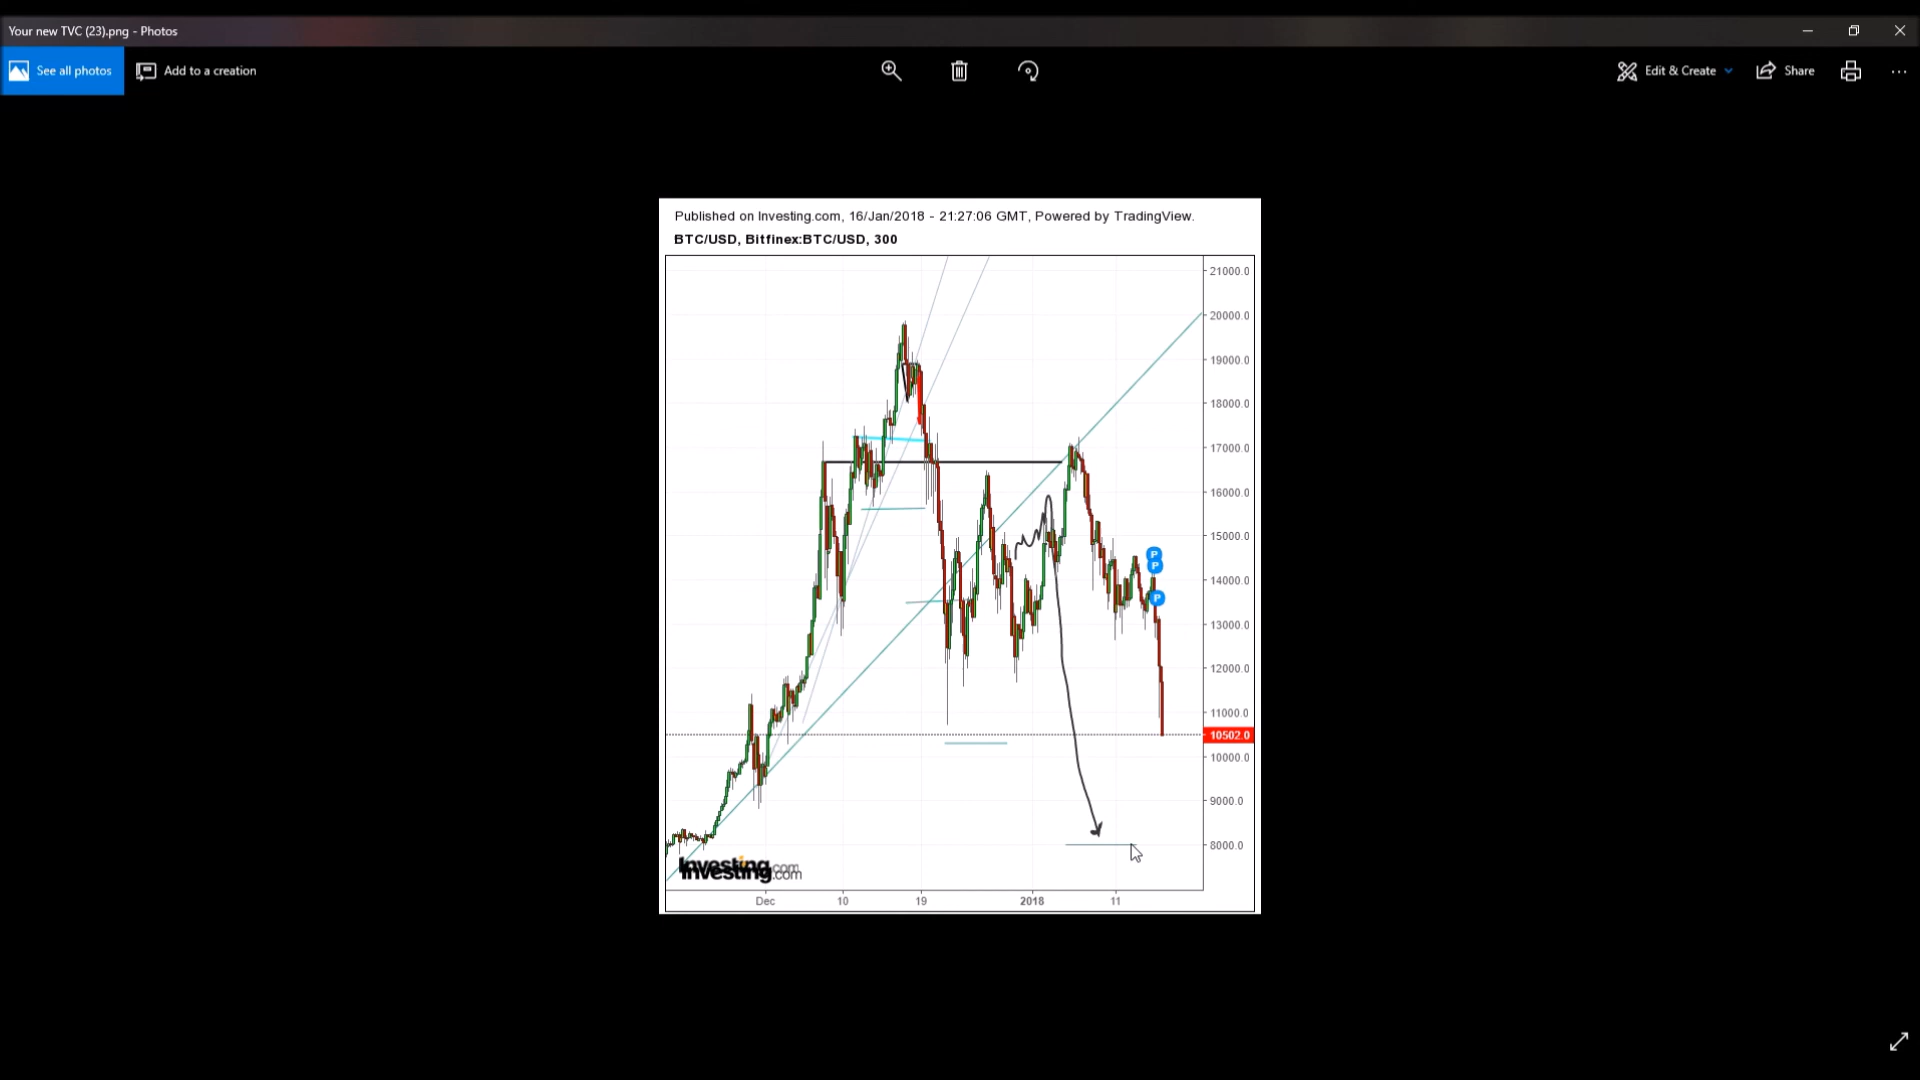 Your new TVC (23).png - Photos
See all photos
Add to a creation
Edit & Create
Share
Published on Investing.com, 16/Jan/2018 - 21:27:06 GMT, Powered by TradingView.
BTC/USD, Bitfinex:BTC/USD, 300
21000.0
20000.0
19000.0
18000.0
17000.0
16000.0
15000.0
P
P
14000.0
P
13000.0
12000.0
11000.0
10502.0
10000.0
9000.0
8000.0
Investing.com
Investing.com
Dec 10 19 2018 11